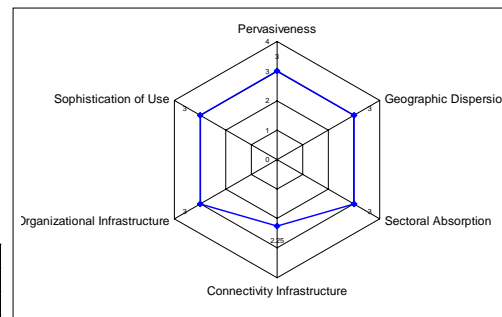 Pervasiveness
4
3
3
Sophistication of Use
3
Geographic Dispersio
3
2
1
0
Organizational Infrastructure
3
Sectoral Absorption
3
2.25
Connectivity Infrastructure